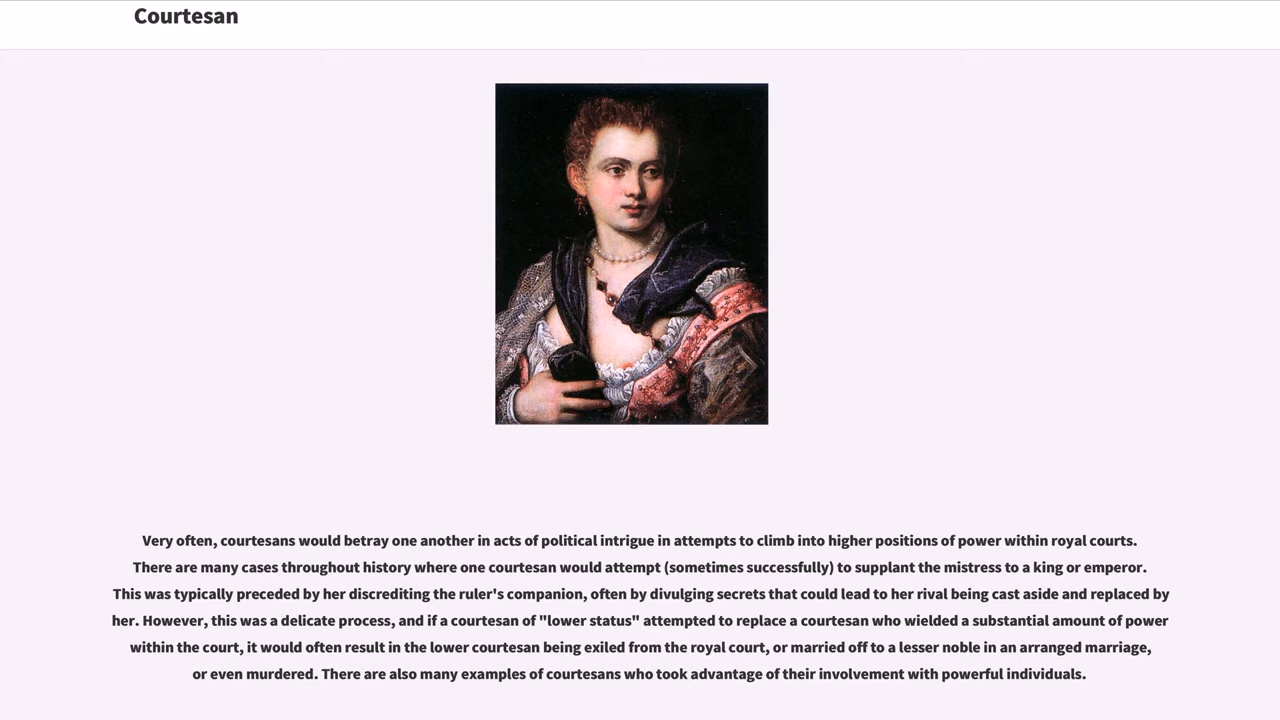 Courtesan
Very often, courtesans would betray one another in acts of political intrigue in attempts to climb into higher positions of power within royal courts.
There are many cases throughout history where one courtesan would attempt (sometimes successfully) to supplant the mistress to a king or emperor.
This was typically preceded by her discrediting the ruler's companion, often by divulging secrets that could lead to her rival being cast aside and replaced by
her. However, this was a delicate process, and if a courtesan of "lower status" attempted to replace a courtesan who wielded a substantial amount of power
within the court, it would often result in the lower courtesan being exiled from the royal court, or married off to a lesser noble in an arranged marriage,
or even murdered. There are also many examples of courtesans who took advantage of their involvement with powerful individuals.